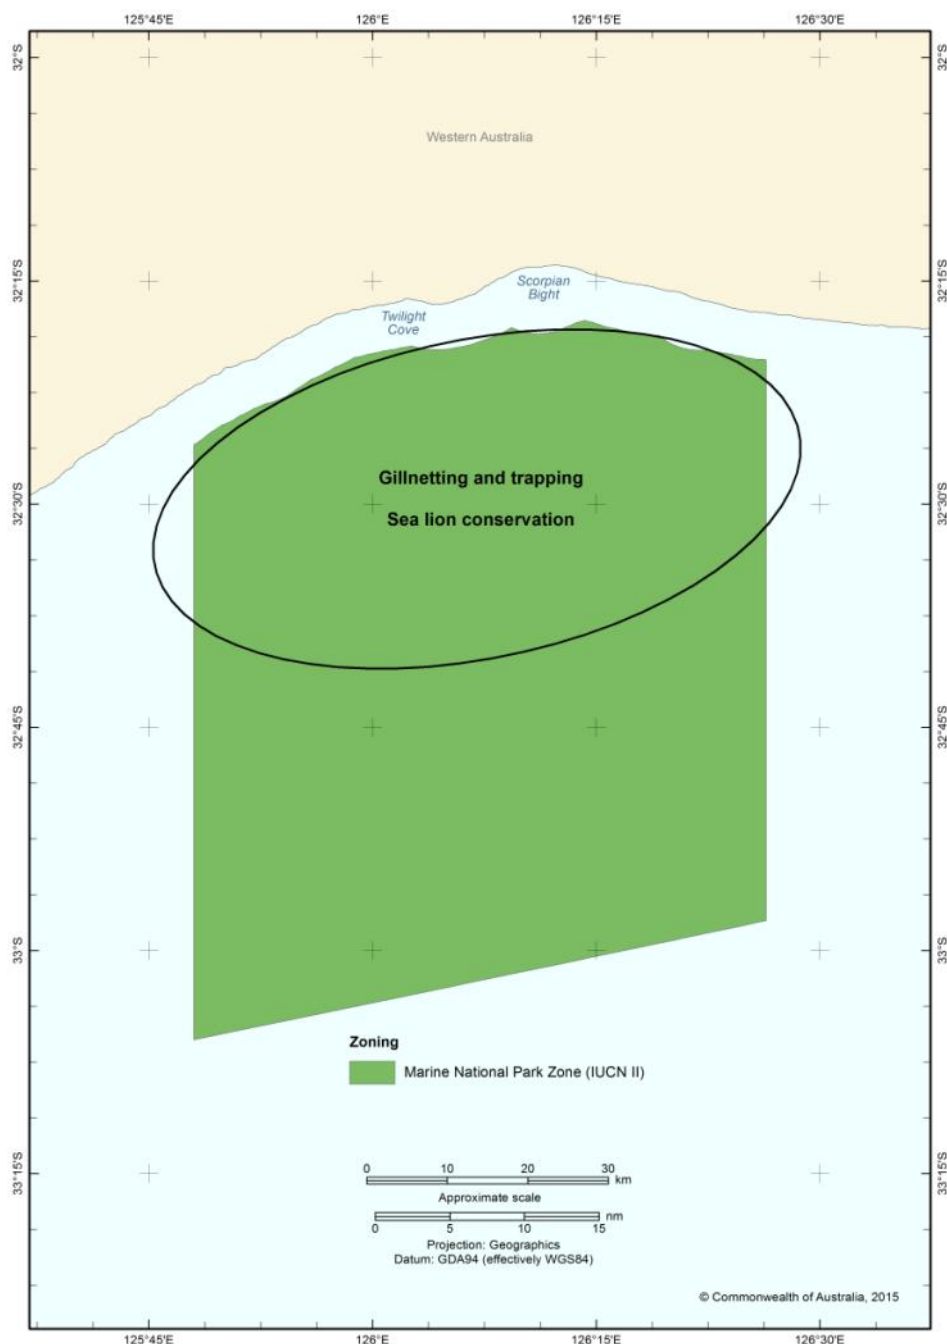 125°45'E 126°E 126°15'E 126°30'E
32°S 32°S
Western Australia
32°15'S 32°15'S
Scorpian
Bight
Twilight
Cove
Gillnetting and trapping
32°30'S 32°30'S
Sea lion conservation
32°45'S 32°45'S
33°S 33°S
Zoning
Marine National Park Zone (IUCN II)
33°15'S 33°15'S
0 10 20 30
km
Approximate scale
nm
0 5 10 15
Projection: Geographics
Datum: GDA94 (effectively WGS84)
© Commonwealth of Australia, 2015
125°45'E 126°E 126°15'E 126°30'E